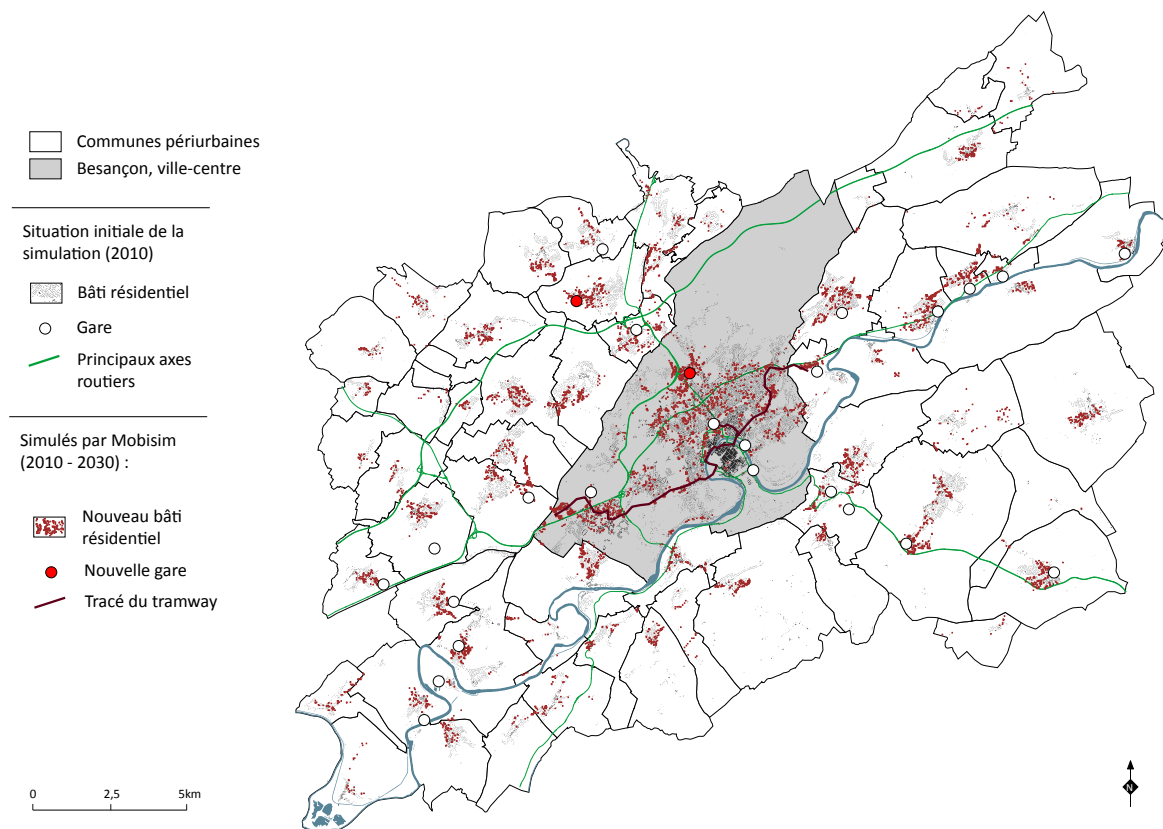 Communes périurbaines
Besançon, ville-centre
Situation initiale de la
simulation (2010)
Bâti résidentiel
Gare
Principaux axes
routiers
Simulés par Mobisim
(2010 - 2030) :
Nouveau bâti
résidentiel
Nouvelle gare
Tracé du tramway
0 2,5 5km
N